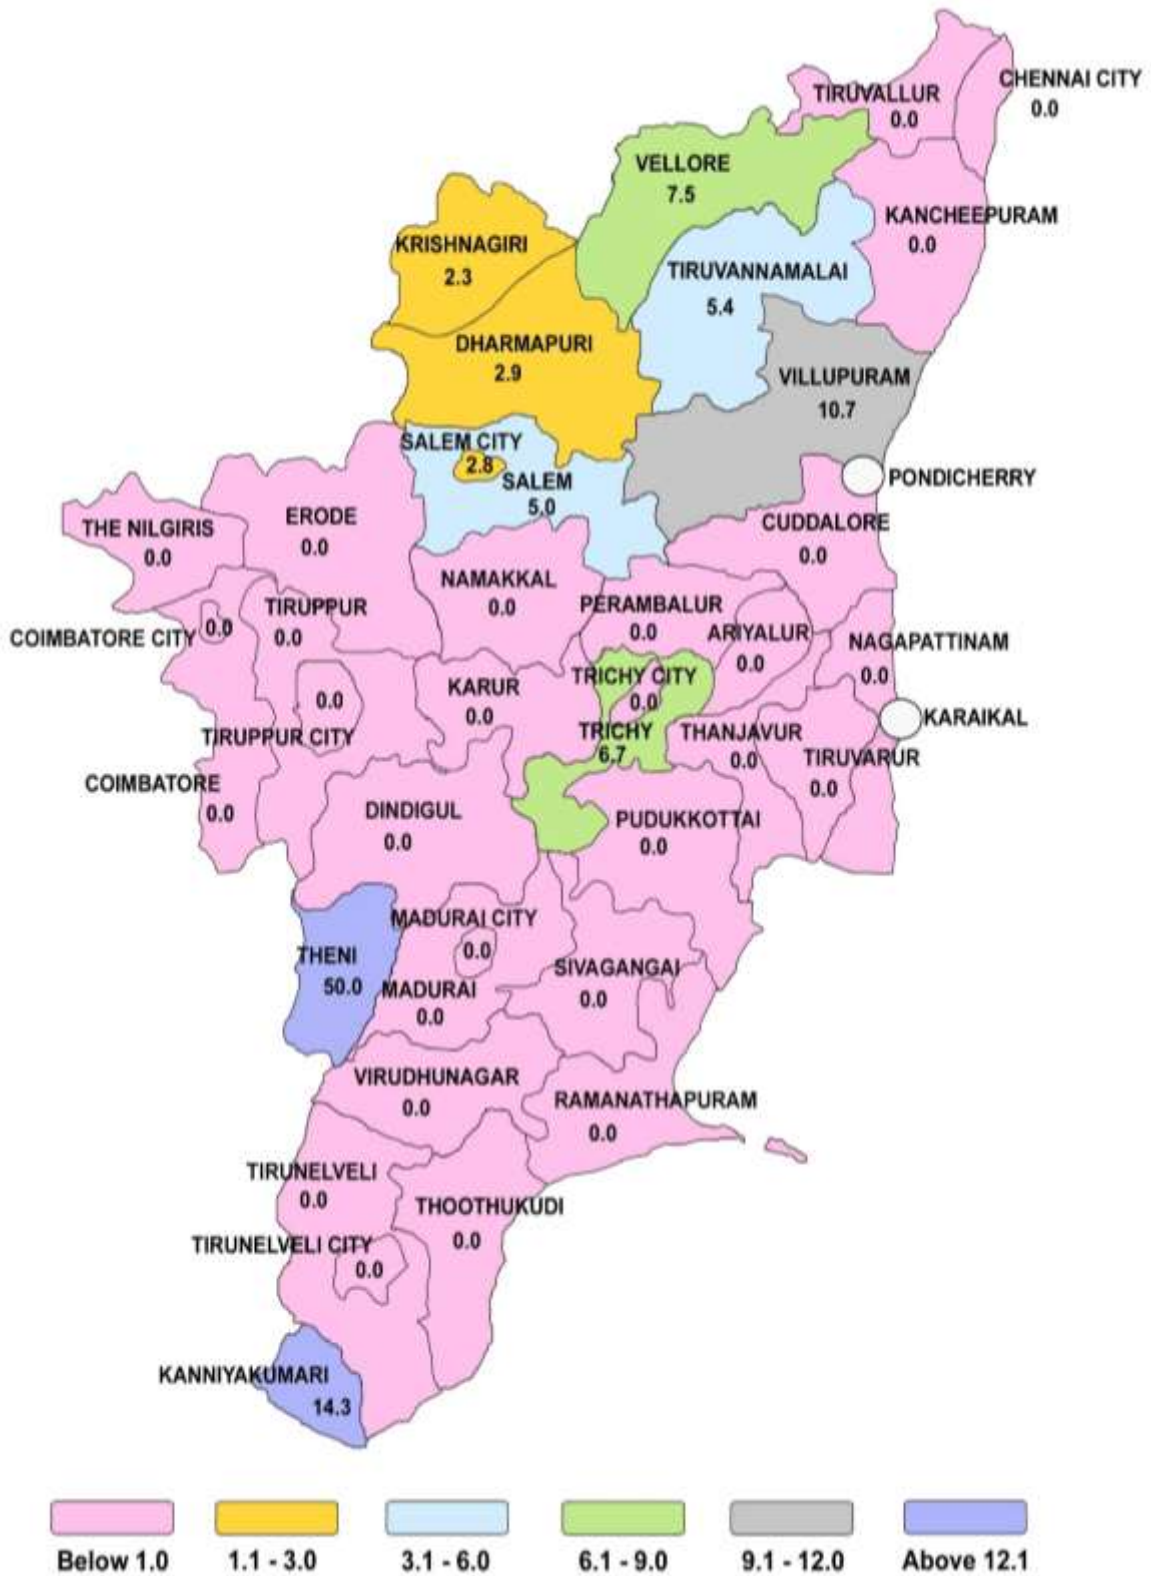 CHENNAI CITY
0.0
TIRUVALLUR
0.0
VELLORE
7.5
KANCHEEPURAM
0.0
KRISHNAGIRI
2.3
TIRUVANNAMALAI
5.4
DHARMAPURI
2.9
VILLUPURAM
10.7
SALEM CITY
2.8
SALEM
5.0
PONDICHERRY
THE NILGIRIS
0.0
ERODE
0.0
CUDDALORE
0.0
NAMAKKAL
0.0
PERAMBALUR
0.0
TIRUPPUR
0.0
COIMBATORE CITY
0.0
ARIYALUR
0.0
NAGAPATTINAM
0.0
TRICHY CITY
0.0
KARUR
0.0
TIRUPPUR CITY
0.0
TRICHY
6.7
THANJAVUR
0.0
KARAIKAL
TIRUVARUR
0.0
COIMBATORE
0.0
DINDIGUL
0.0
PUDUKKOTTAI
0.0
MADURAI CITY
0.0
THENI
50.0
MADURAI
0.0
SIVAGANGAI
0.0
VIRUDHUNAGAR
0.0
RAMANATHAPURAM
0.0
TIRUNELVELI
0.0
THOOTHUKUDI
0.0
TIRUNELVELI CITY
0.0
KANNIYAKUMARI
14.3
Below 1.0
1.1 - 3.0
3.1 - 6.0
6.1 - 9.0
9.1 - 12.0
Above 12.1